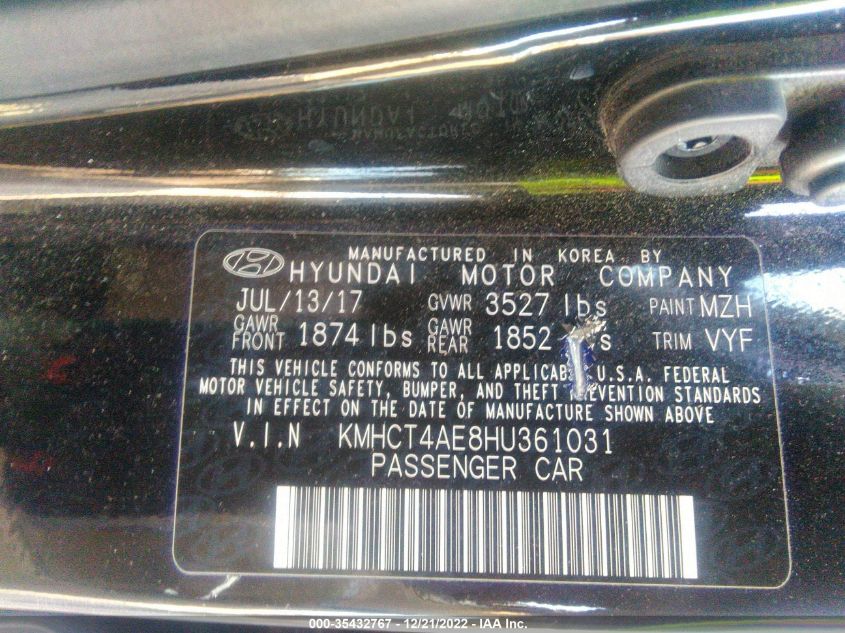 MANUFACTURED IN KOREA BY
HYUNDAI MOTOR COMPANY
JUL/13/17 GVWR 3527 lbs PAINT MZH
GAWR FRONT 1874 lbs GAWR REAR 1852 TRIM VYF
THIS VEHICLE CONFORMS TO ALL U.S.A. FEDERAL
MOTOR VEHICLE SAFETY, BUMPER, AND THEFT STANDARDS
IN EFFECT ON THE DATE OF MANUFACTURE SHOWN ABOVE
V.I.N KMHCT4AE8HU361031
PASSENGER CAR
000-35432767 - 12/21/2022 - IAA Inc.